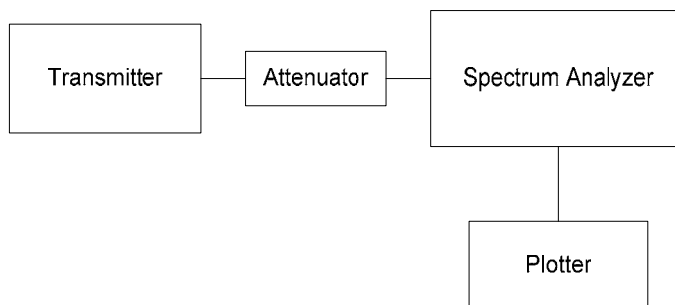 Transmitter
Attenuator
Spectrum Analyzer
Plotter